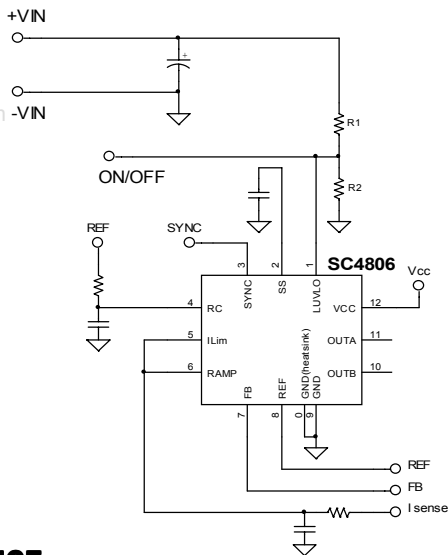 +VIN
-VIN
R1
ON/OFF
R2
REF
SYNC
SC4806
Vcc
3
2
1
SYNC
SS
LUVLO
4
RC
VCC
12
5
ILim
OUTA
11
6
RAMP
OUTB
10
FB
REF
GND(heatsink)
GND
7
8
0
9
REF
FB
Isense